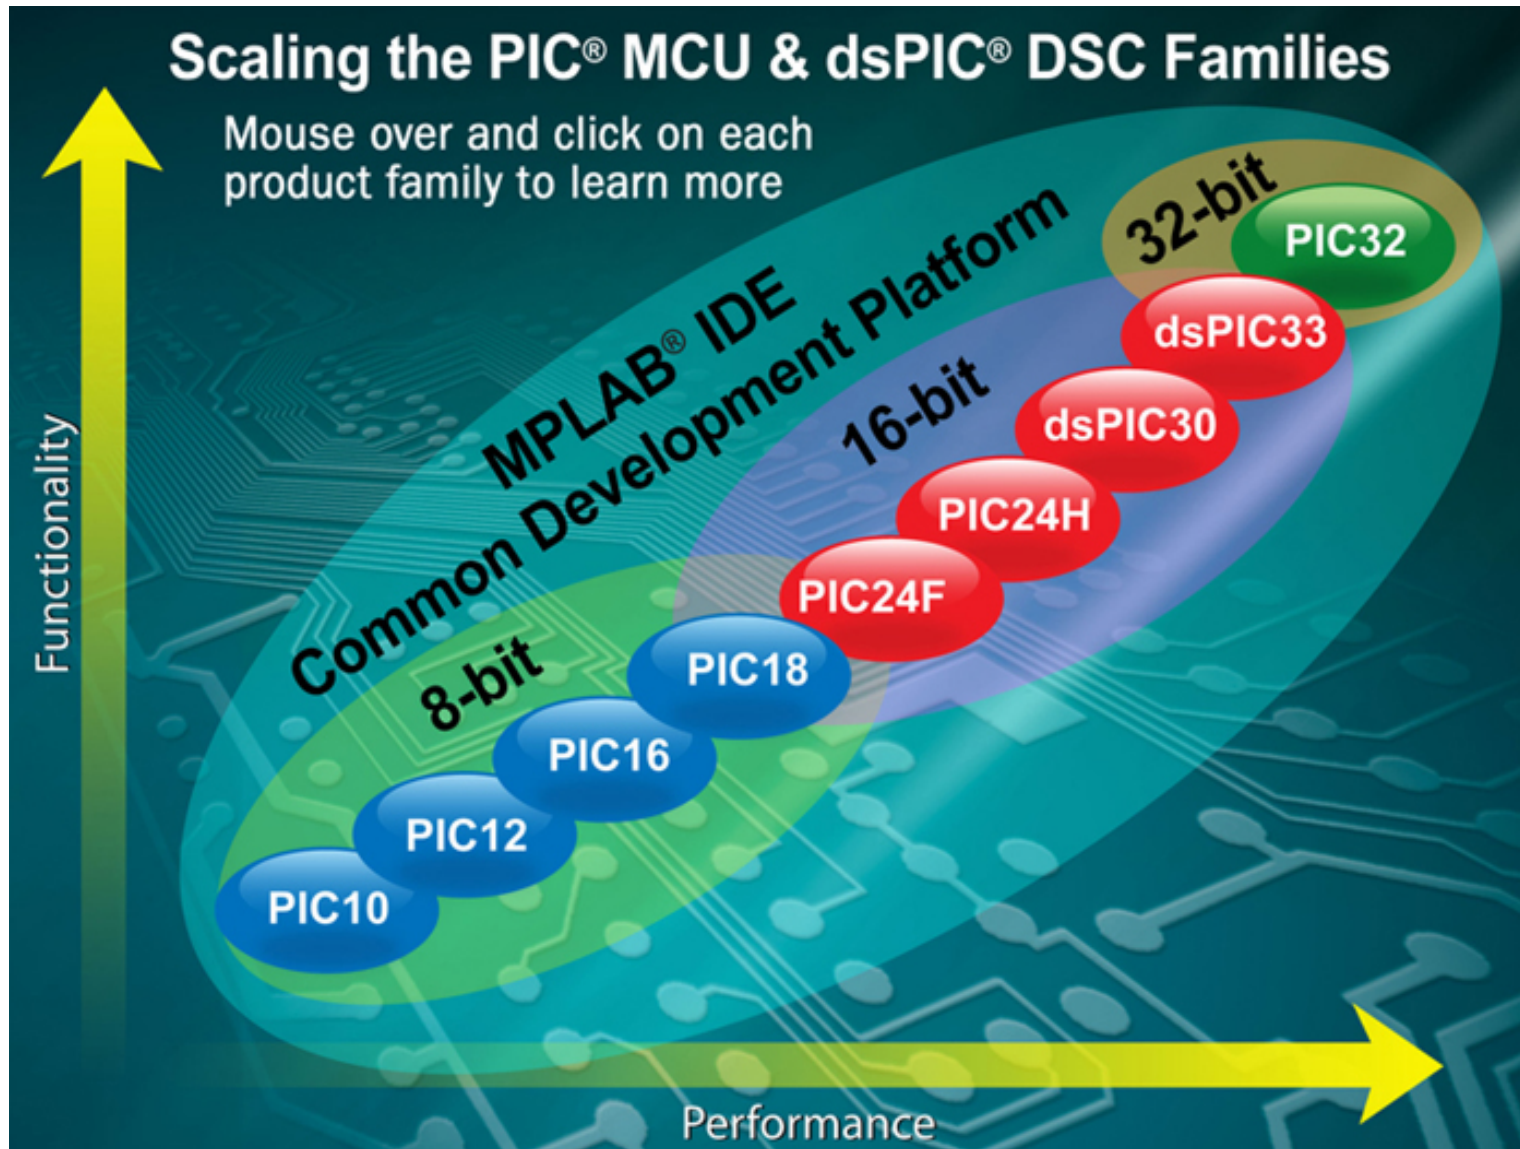 Scaling the PIC® MCU & dsPIC® DSC Families
Mouse over and click on each
product family to learn more
Functionality
MPLAB® IDE
Common Development Platform
32-bit
PIC32
dsPIC33
16-bit
dsPIC30
PIC24H
PIC24F
8-bit
PIC18
PIC16
PIC12
PIC10
Performance